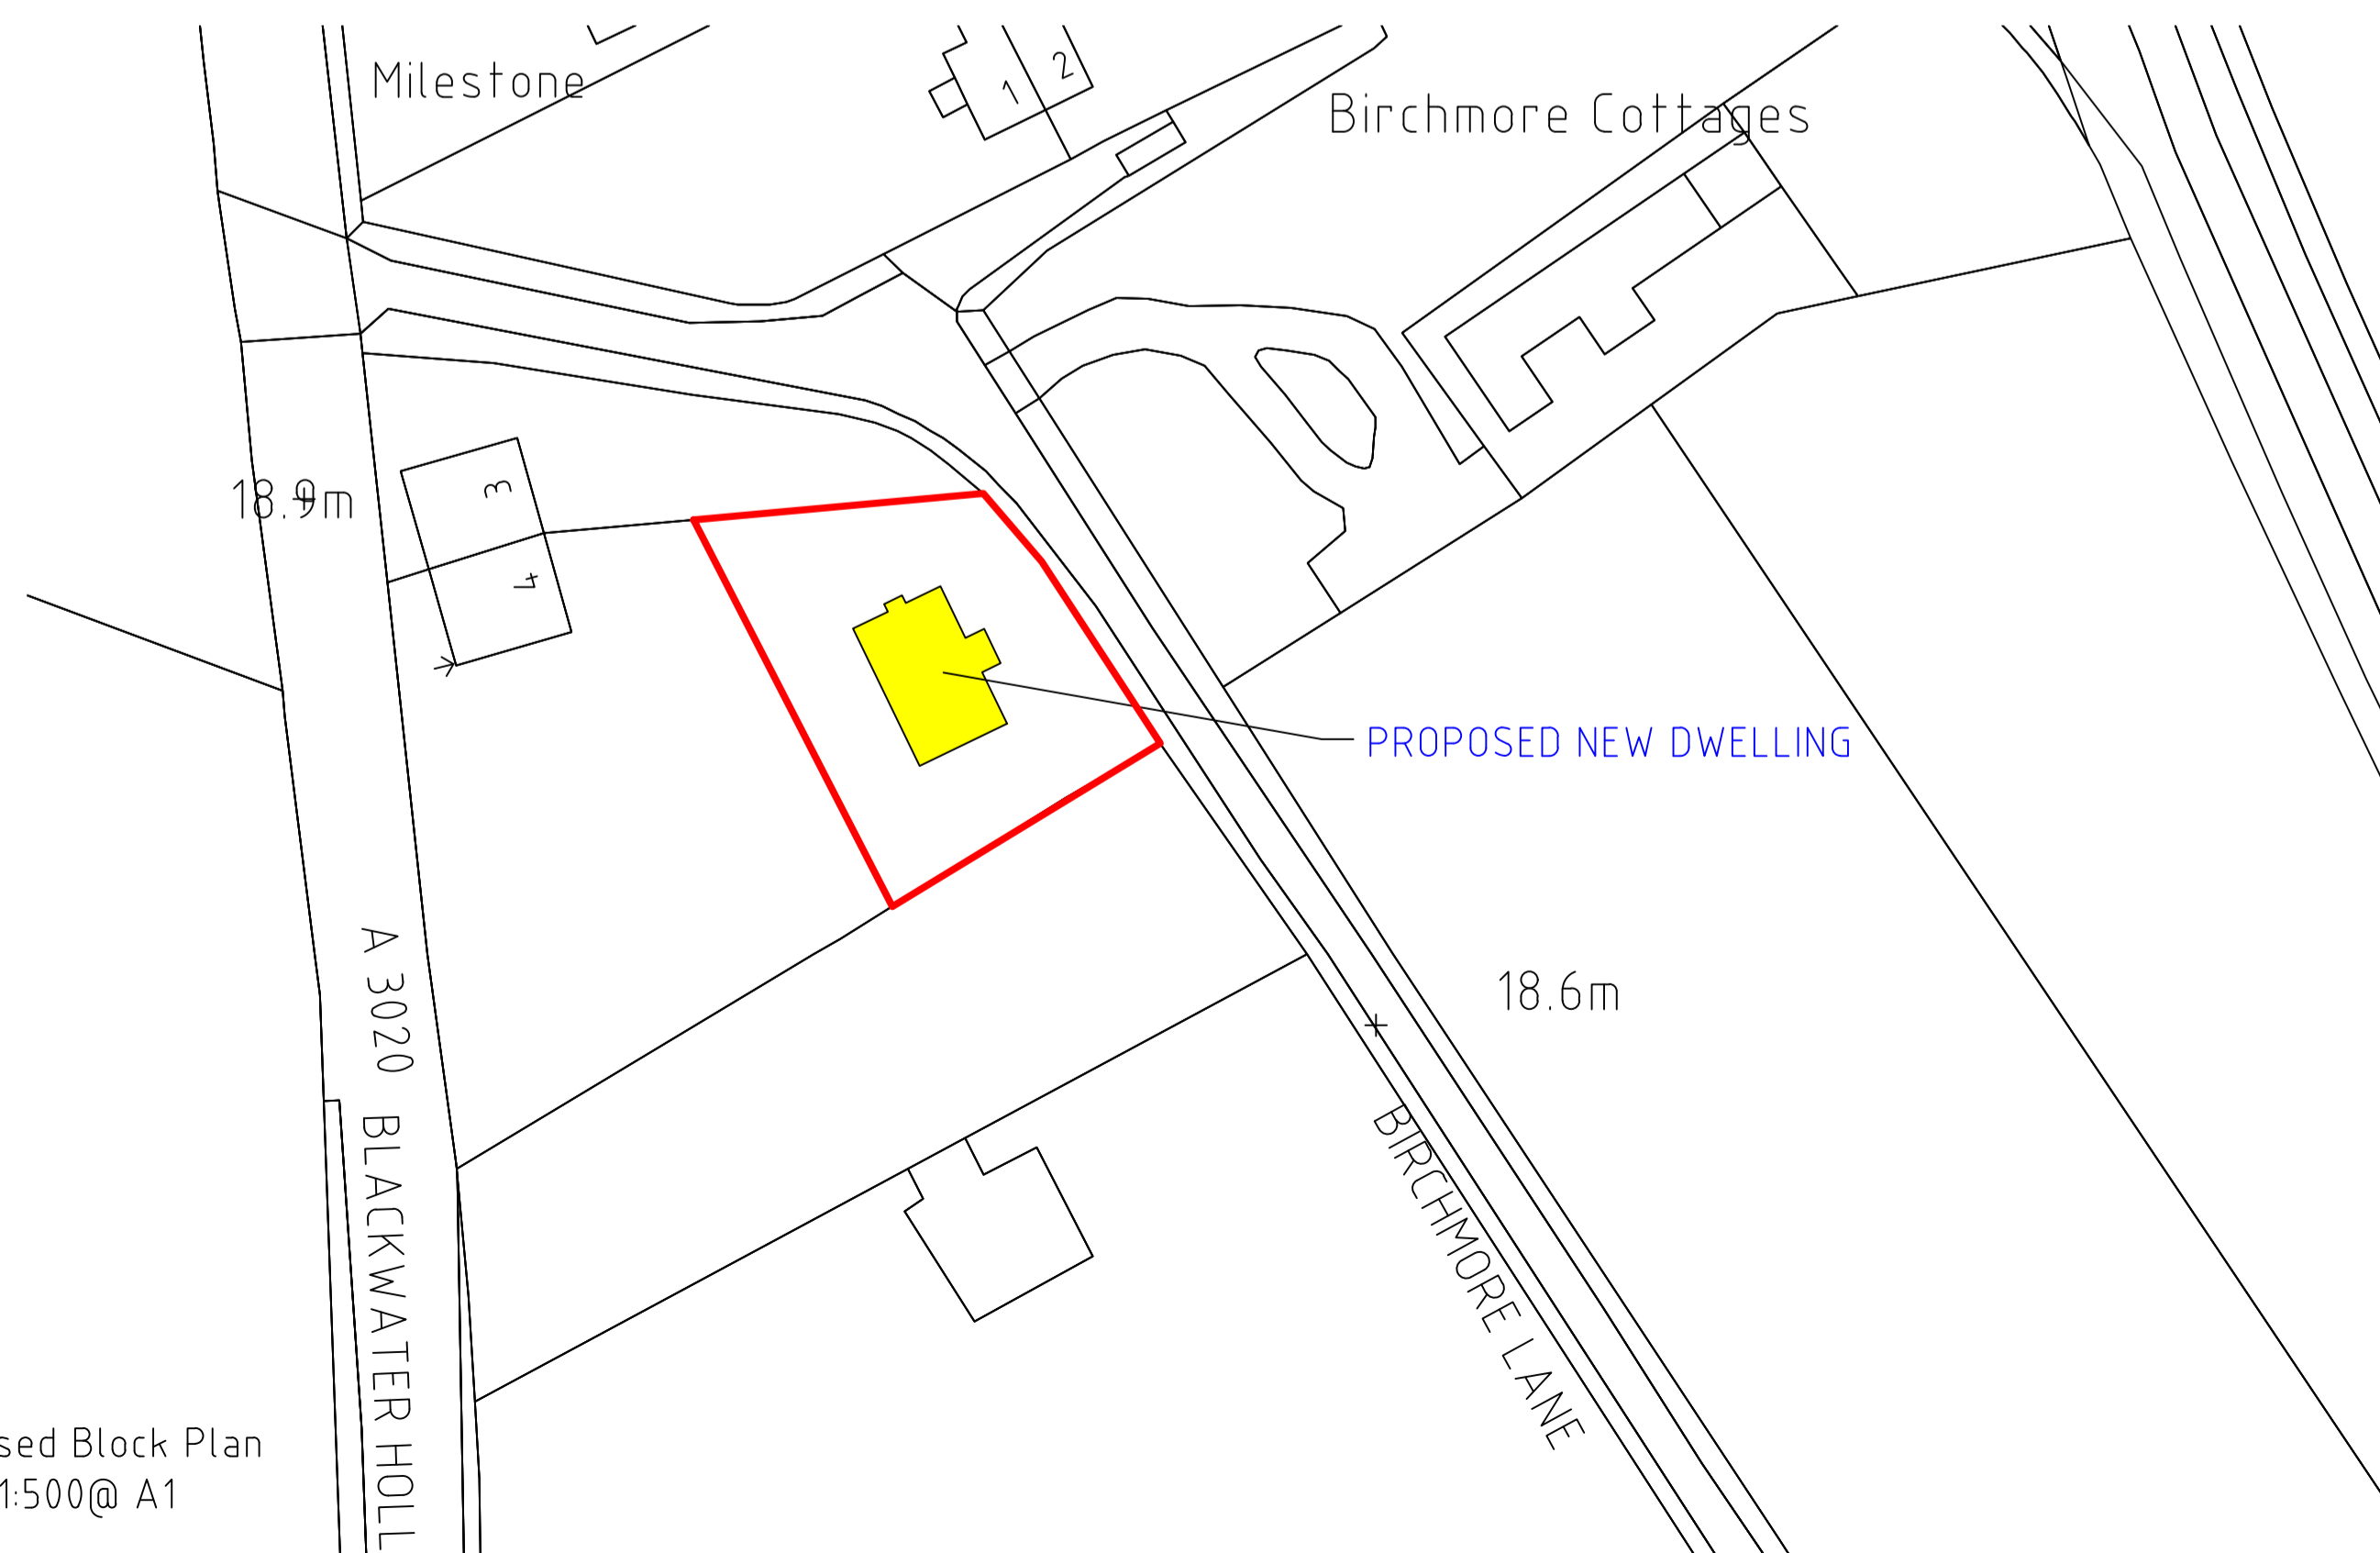 Milestone
1
2
Birchmore Cottages
18.9m
3
4
PROPOSED NEW DWELLING
A 3020
BLACKWATER HOLL
18.6m
BIRCHMORE LANE
sed Block Plan
1:500@ A1